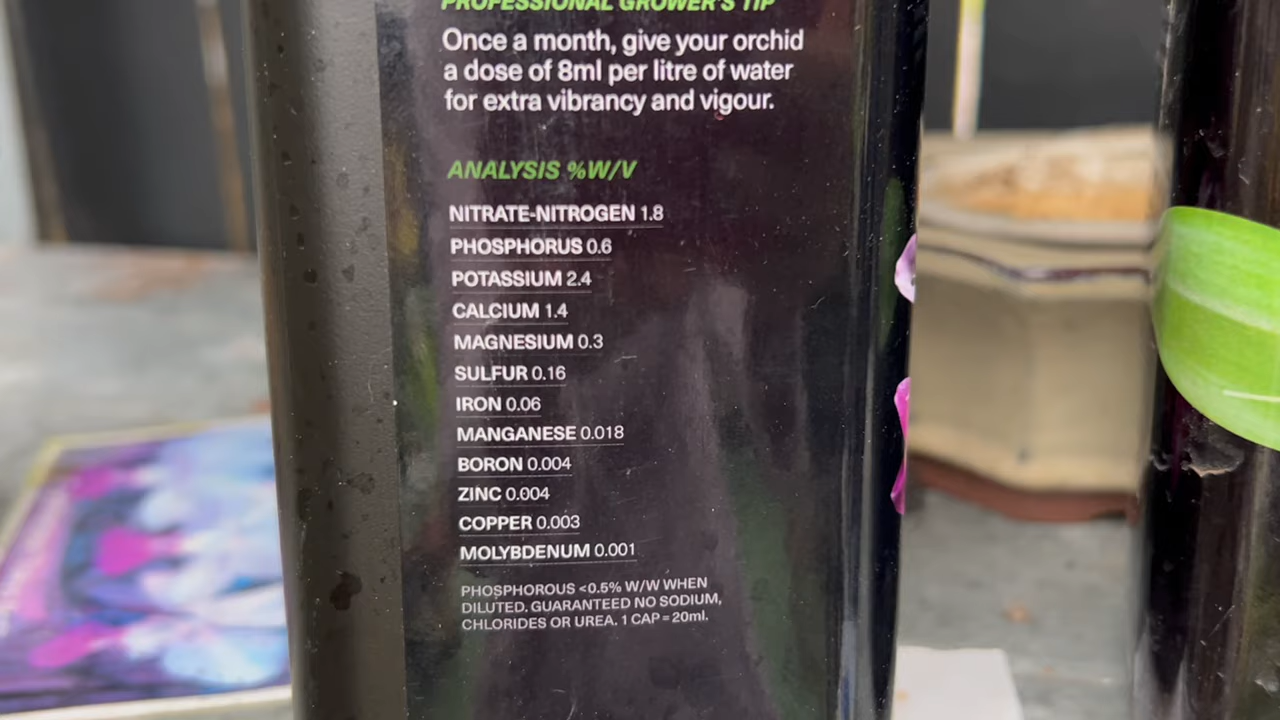 PROFESSIONAL GROWER'S TIP
Once a month, give your orchid
a dose of 8ml per litre of water
for extra vibrancy and vigour.
ANALYSIS %W/V
NITRATE-NITROGEN 1.8
PHOSPHORUS 0.6
POTASSIUM 2.4
CALCIUM 1.4
MAGNESIUM 0.3
SULFUR 0.16
IRON 0.06
MANGANESE 0.018
BORON 0.004
ZINC 0.004
COPPER 0.003
MOLYBDENUM 0.001
PHOSPHOROUS <0.5% W/W WHEN
DILUTED. GUARANTEED NO SODIUM,
CHLORIDES OR UREA. 1 CAP = 20ml.